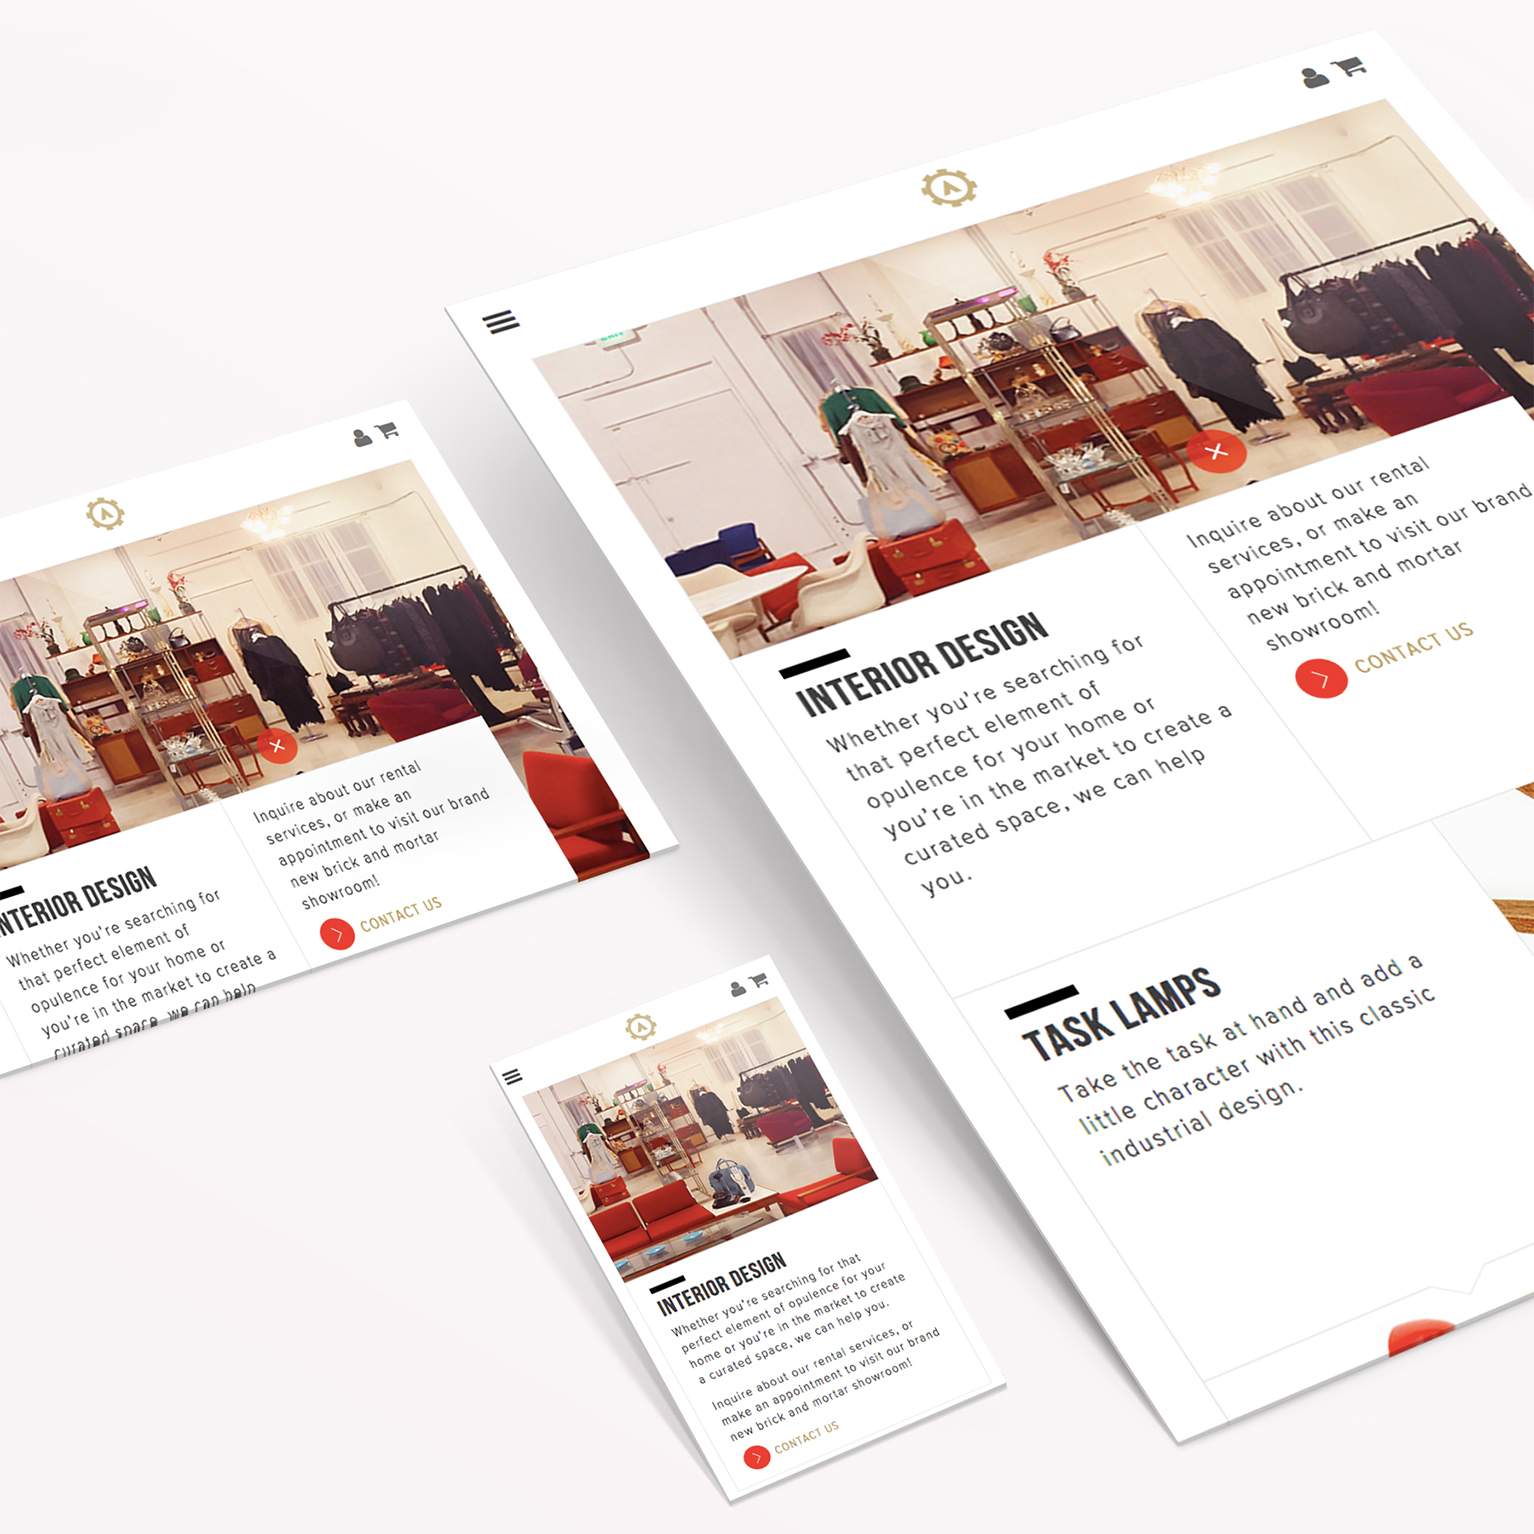 INTERIOR DESIGN
Whether you're searching for
that perfect element of
opulence for your home or
you're in the market to create a
curated space, we can help
you.
Inquire about our rental
services, or make an
appointment to visit our brand
new brick and mortar
showroom!
CONTACT US
TASK LAMPS
Take the task at hand and add a
little character with this classic
industrial design.
INTERIOR DESIGN
Whether you're searching for
that perfect element of
opulence for your home or
you're in the market to create a
curated space, we can help
Inquire about our rental
services, or make an
appointment to visit our brand
new brick and mortar
showroom!
CONTACT US
INTERIOR DESIGN
Whether you're searching for that
perfect element of opulence for your
home or you're in the market to create
a curated space, we can help you.
Inquire about our rental services, or
make an appointment to visit our brand
new brick and mortar showroom!
CONTACT US